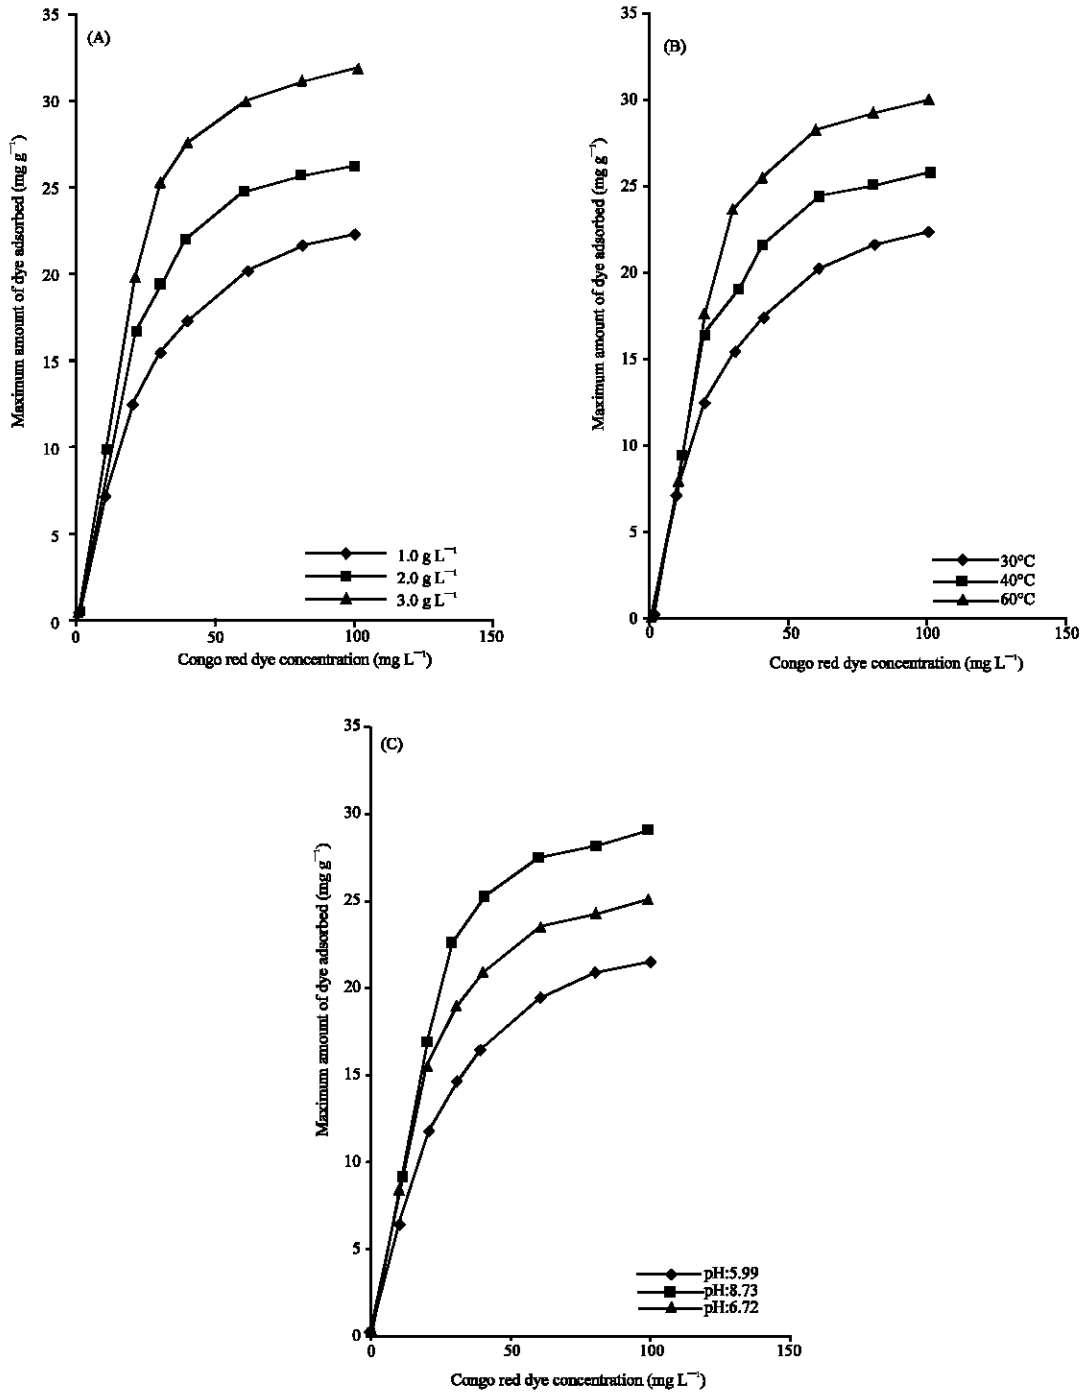 (A)
Maximum amount of dye adsorbed (mg g⁻¹)
35
30
25
20
15
10
5
0
0 50 100 150
1.0 g L⁻¹
2.0 g L⁻¹
3.0 g L⁻¹
Congo red dye concentration (mg L⁻¹)
(B)
Maximum amount of dye adsorbed (mg g⁻¹)
35
30
25
20
15
10
5
0
0 50 100 150
30°C
40°C
60°C
Congo red dye concentration (mg L⁻¹)
(C)
Maximum amount of dye adsorbed (mg g⁻¹)
35
30
25
20
15
10
5
0
0 50 100 150
pH:5.99
pH:8.73
pH:6.72
Congo red dye concentration (mg L⁻¹)